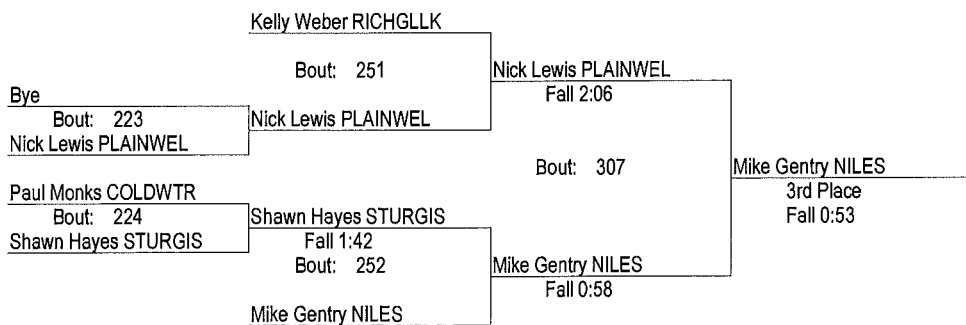 Kelly Weber RICHGLLK
Bout: 251
Nick Lewis PLAINWEL
Fall 2:06
Bye
Bout: 223
Nick Lewis PLAINWEL
Nick Lewis PLAINWEL
Bout: 307
Mike Gentry NILES
3rd Place
Fall 0:53
Paul Monks COLDWTR
Bout: 224
Shawn Hayes STURGIS
Shawn Hayes STURGIS
Fall 1:42
Bout: 252
Mike Gentry NILES
Fall 0:58
Mike Gentry NILES